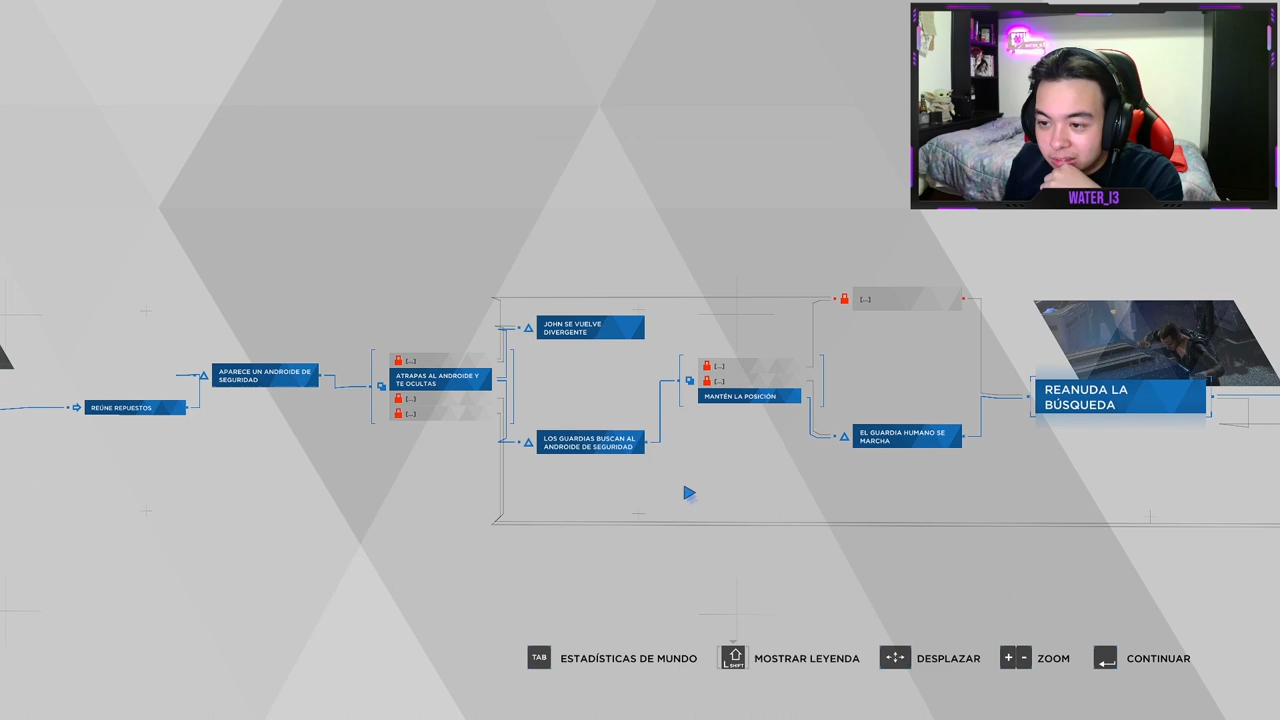 WATER_I3
JOHN SE VUELVE
DIVERGENTE
[...]
[...]
APARECE UN ANDROIDE DE
SEGURIDAD
ATRAPAS AL ANDROIDE Y
TE OCULTAS
[...]
[...]
[...]
[...]
MANTÉN LA POSICIÓN
REANUDA LA
BÚSQUEDA
REÚNE REPUESTOS
LOS GUARDIAS BUSCAN AL
ANDROIDE DE SEGURIDAD
EL GUARDIA HUMANO SE
MARCHA
TAB ESTADÍSTICAS DE MUNDO
L SHIFT MOSTRAR LEYENDA
DESPLAZAR
+ - ZOOM
CONTINUAR